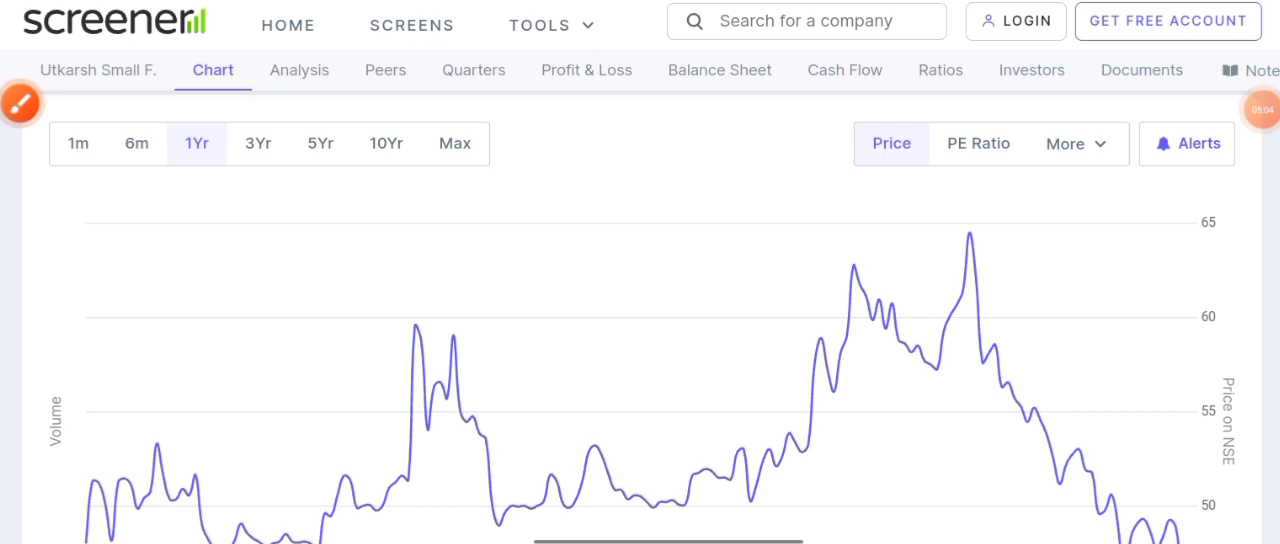 screener
HOME SCREENS TOOLS
Search for a company
LOGIN
GET FREE ACCOUNT
Utkarsh Small F. Chart Analysis Peers Quarters Profit & Loss Balance Sheet Cash Flow Ratios Investors Documents Note
05:04
1m 6m 1Yr 3Yr 5Yr 10Yr Max
Price PE Ratio More Alerts
65
60
55
50
Volume
Price on NSE